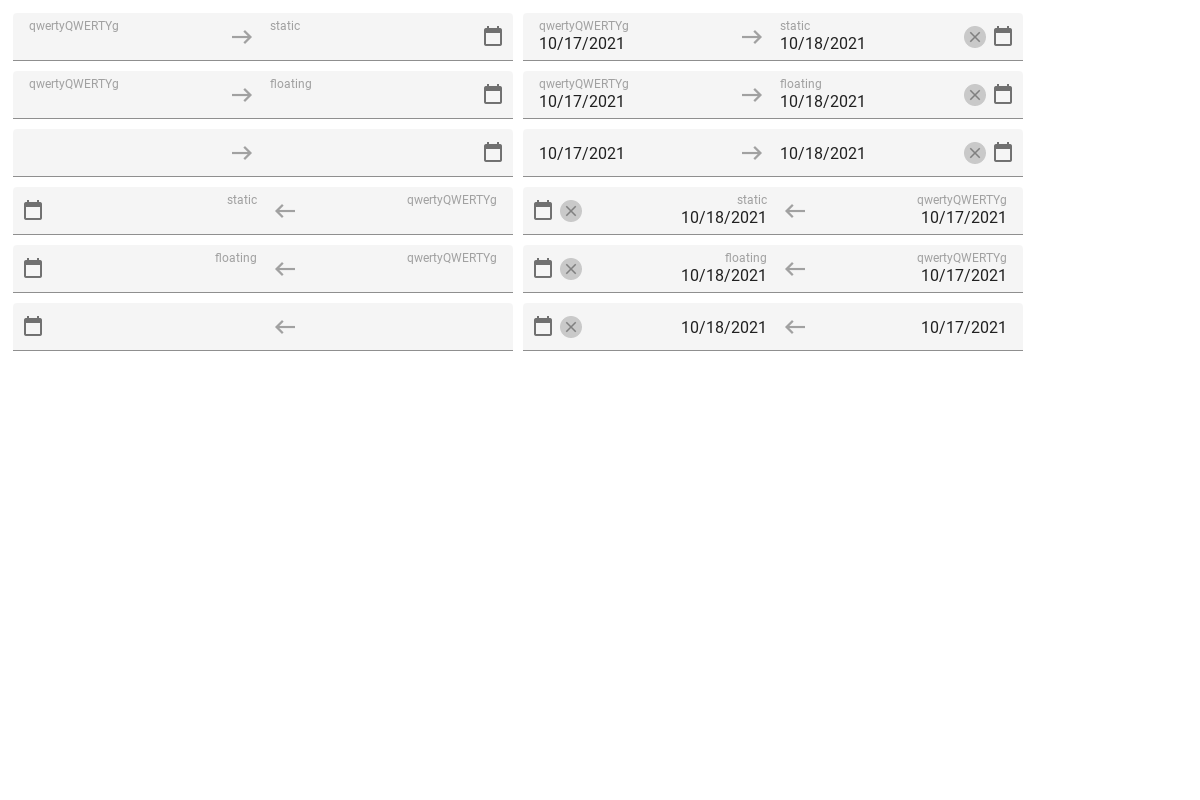 qwertyQWERTYg static qwertyQWERTYg static
10/17/2021 10/18/2021
qwertyQWERTYg floating qwertyQWERTYg floating
10/17/2021 10/18/2021
10/17/2021 10/18/2021
static qwertyQWERTYg static qwertyQWERTYg
10/18/2021 10/17/2021
floating qwertyQWERTYg floating qwertyQWERTYg
10/18/2021 10/17/2021
10/18/2021 10/17/2021